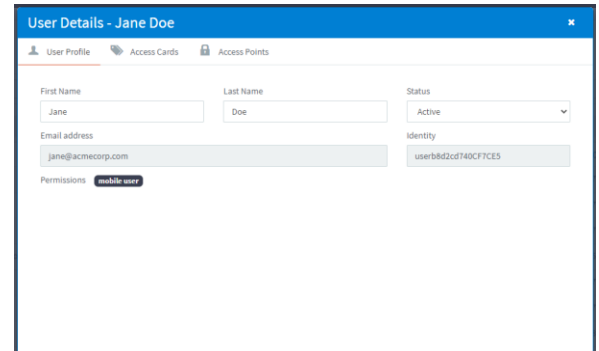 User Details - Jane Doe ×
User Profile Access Cards Access Points
First Name Last Name Status
Jane Doe Active
Email address Identity
jane@acmecorp.com userb8d2cd740CF7CE5
Permissions mobile user